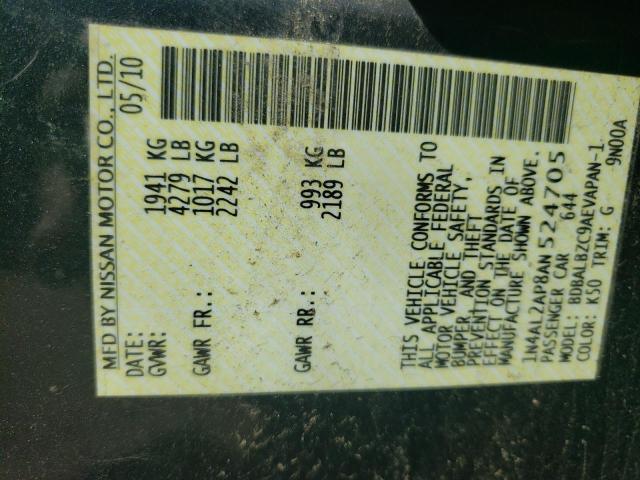 MFD BY NISSAN MOTOR CO., LTD.
DATE: 05/10
GVWR: 1941 KG
4279 LB
GAWR FR.: 1017 KG
2242 LB
GAWR RR.: 993 KG
2189 LB
THIS VEHICLE CONFORMS TO
ALL APPLICABLE FEDERAL
MOTOR VEHICLE SAFETY,
BUMPER, AND THEFT
PREVENTION STANDARDS IN
EFFECT ON THE DATE OF
MANUFACTURE SHOWN ABOVE.
1N4AL2AP8AN524705
PASSENGER CAR 644
MODEL: BDBALBZC9AEVAPAN-1
COLOR: K50 TRIM: G 9N00A